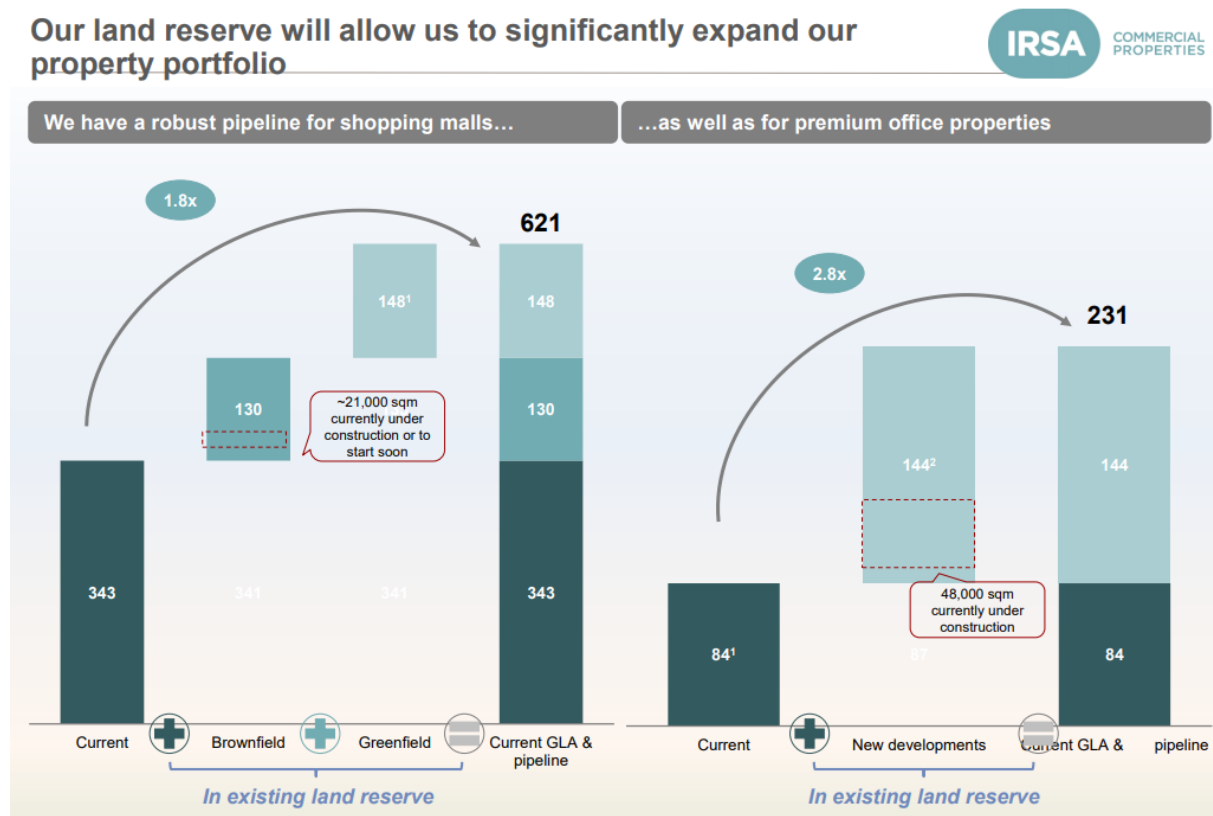 Our land reserve will allow us to significantly expand our
property portfolio
IRSA
COMMERCIAL
PROPERTIES
We have a robust pipeline for shopping malls…
1.8x
621
148¹
148
130
~21,000 sqm
currently under
construction or to
start soon
130
343
341
341
343
Current
Brownfield
Greenfield
Current GLA &
pipeline
In existing land reserve
…as well as for premium office properties
2.8x
231
144²
144
48,000 sqm
currently under
construction
84¹
87
84
Current
New developments
Current GLA & pipeline
In existing land reserve